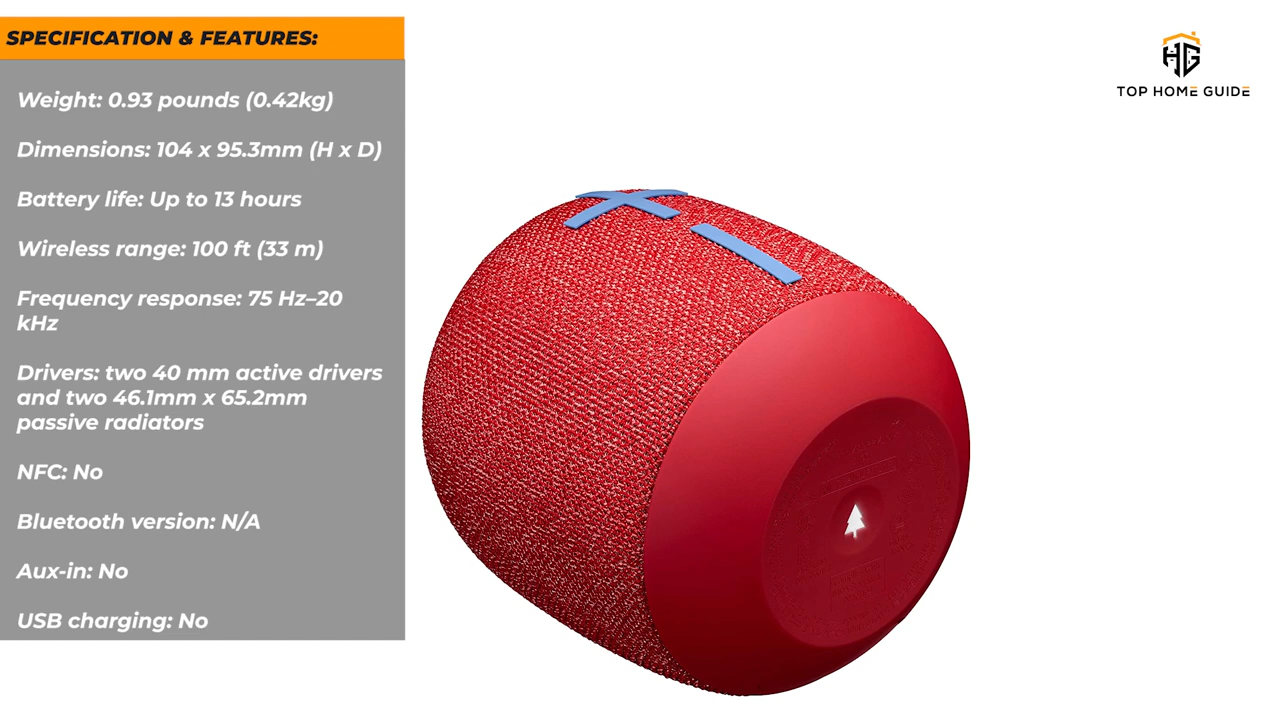 SPECIFICATION & FEATURES:
Weight: 0.93 pounds (0.42kg)
Dimensions: 104 x 95.3mm (H x D)
Battery life: Up to 13 hours
Wireless range: 100 ft (33 m)
Frequency response: 75 Hz–20
kHz
Drivers: two 40 mm active drivers
and two 46.1mm x 65.2mm
passive radiators
NFC: No
Bluetooth version: N/A
Aux-in: No
USB charging: No
HG
TOP HOME GUIDE